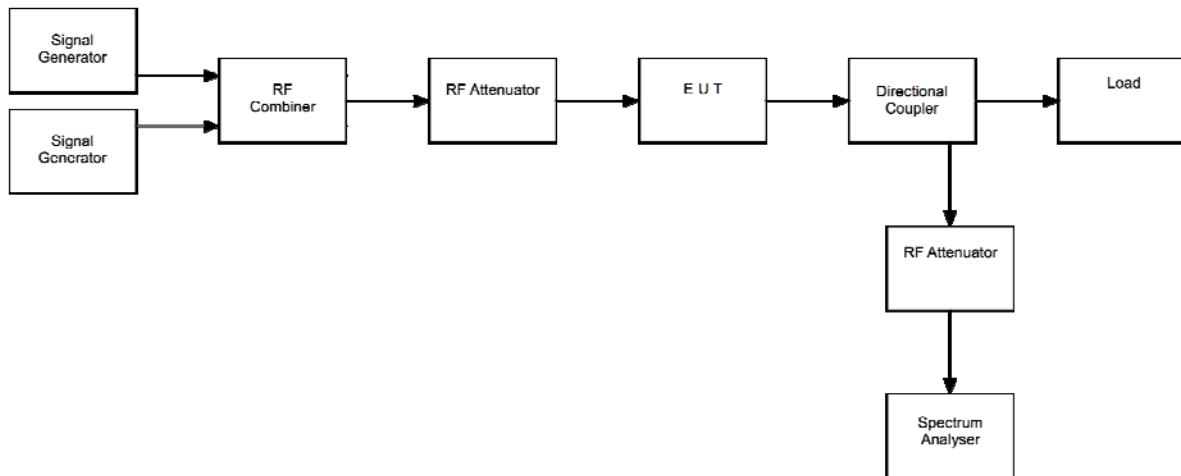 Signal
Generator
Signal
Generator
RF
Combiner
RF Attenuator
E U T
Directional
Coupler
Load
RF Attenuator
Spectrum
Analyser